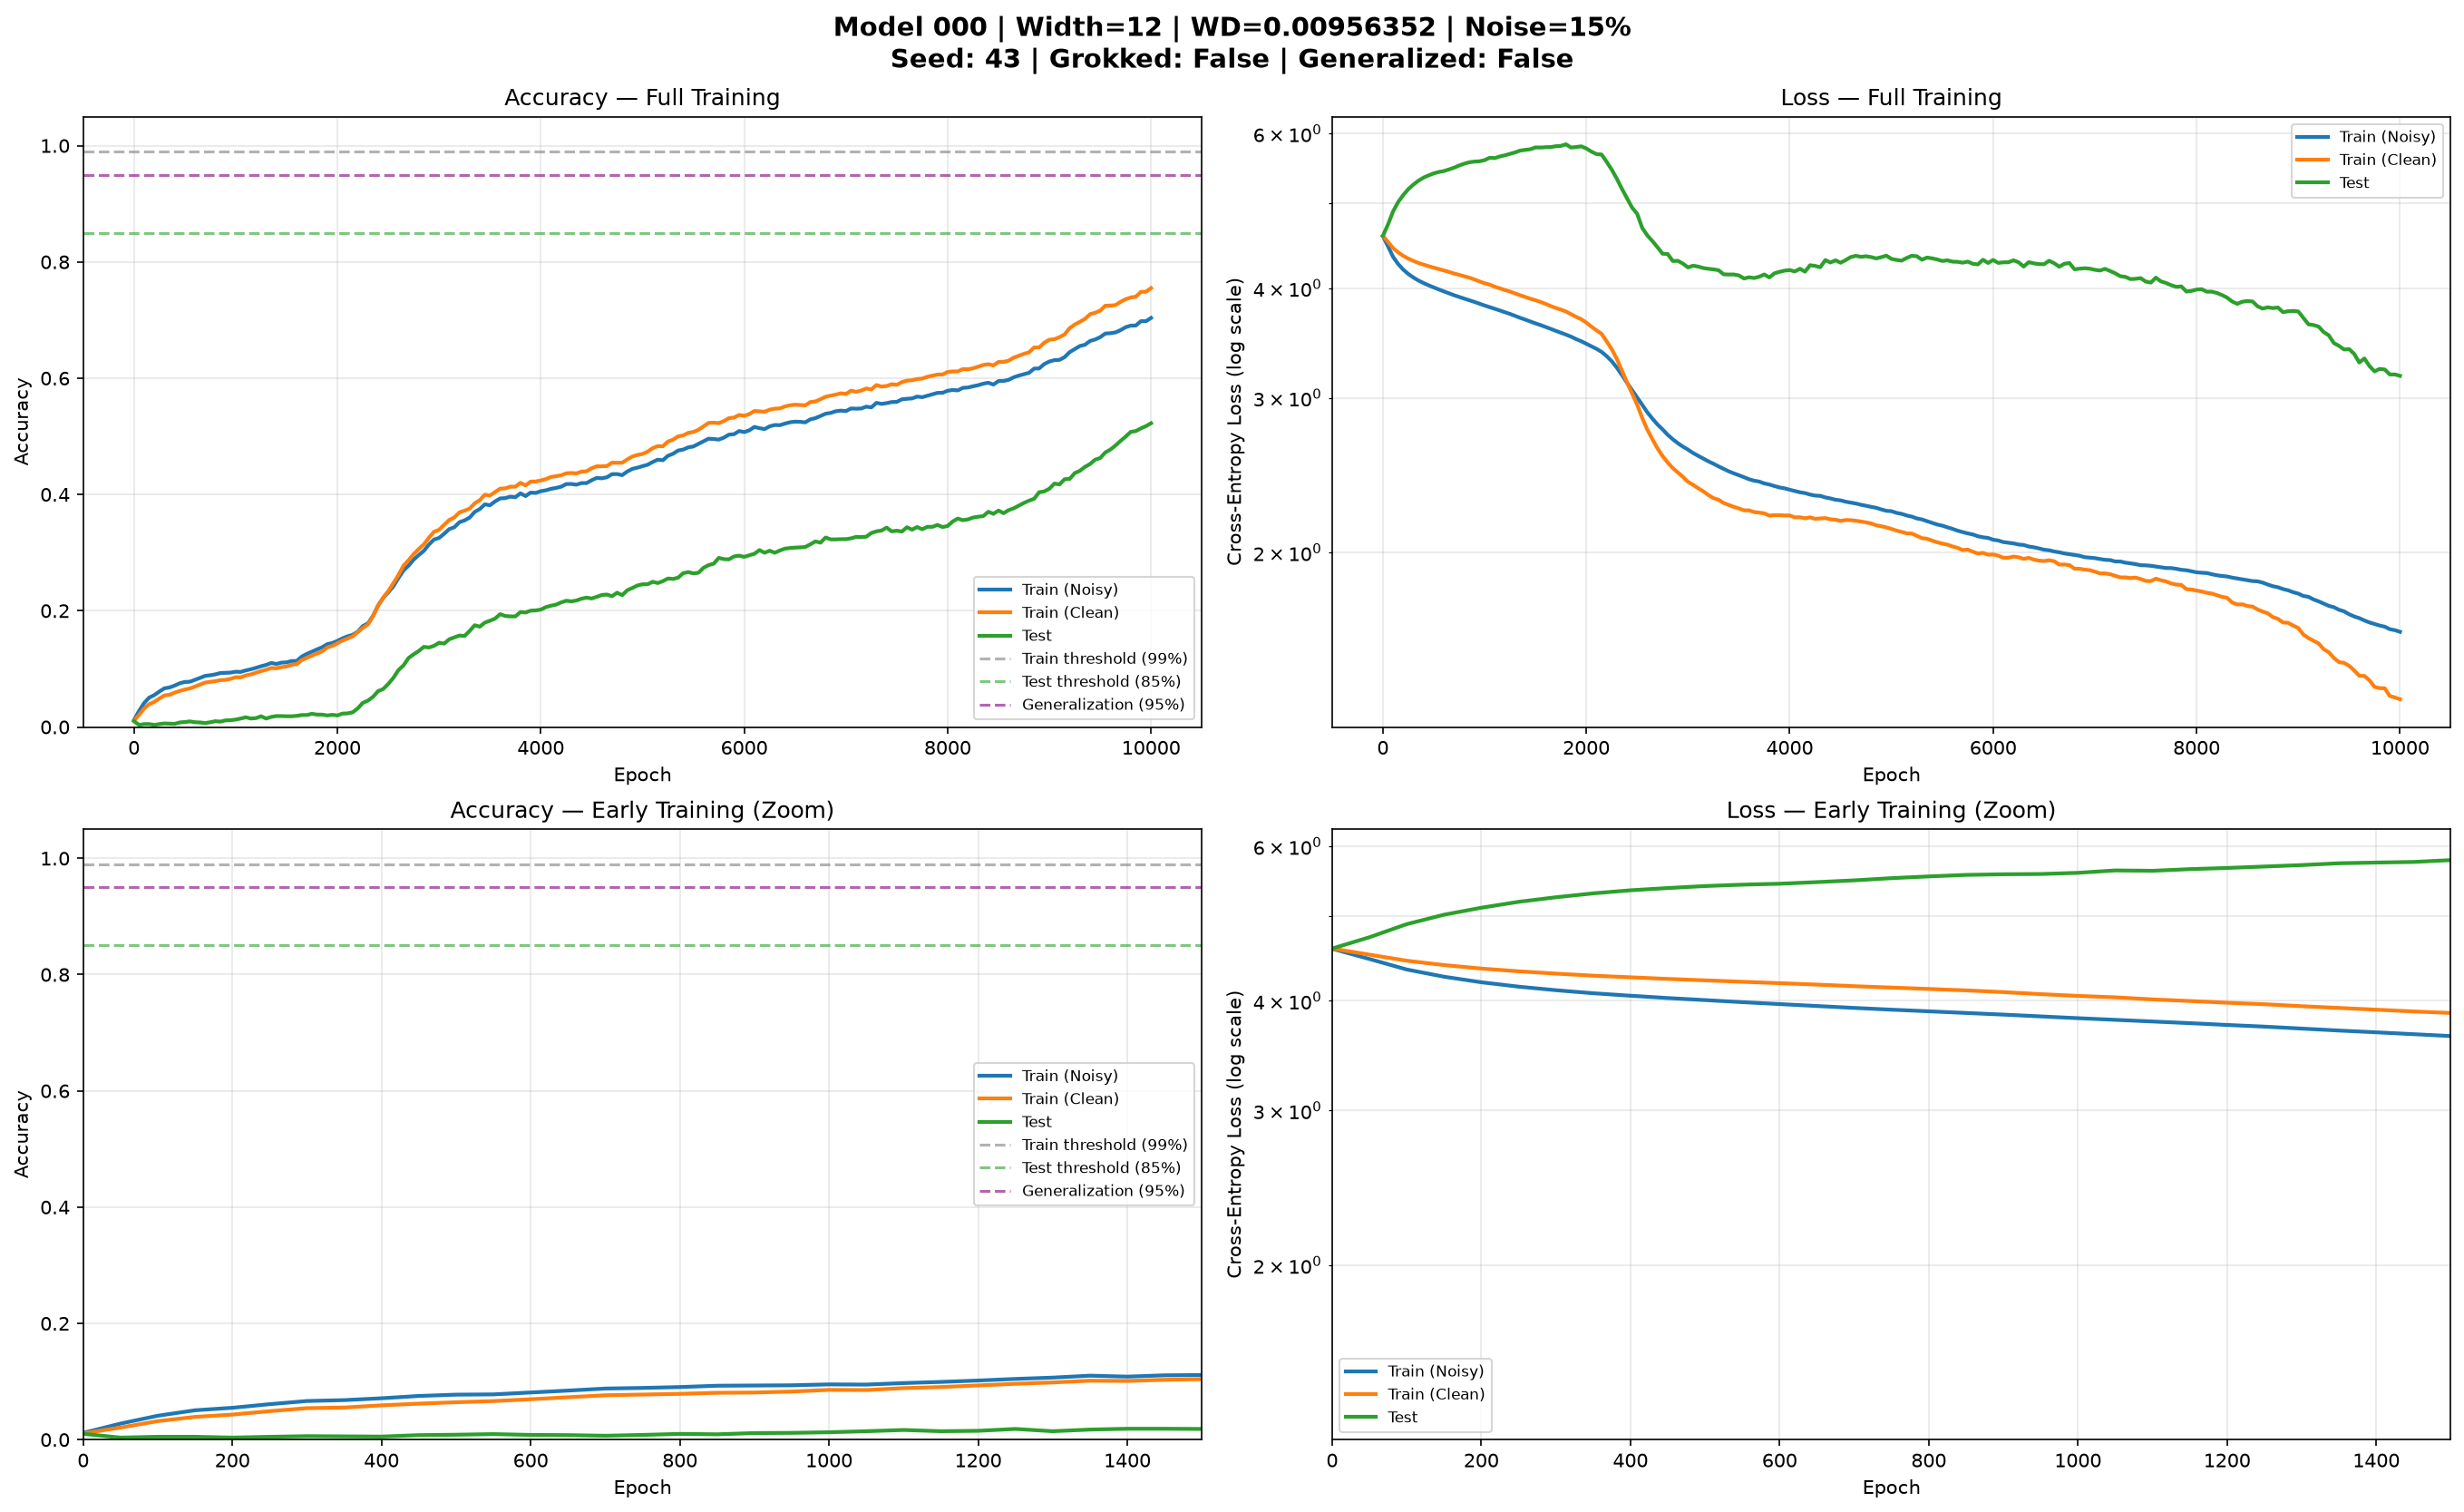 Model 000 | Width=12 | WD=0.00956352 | Noise=15%
Seed: 43 | Grokked: False | Generalized: False
Accuracy — Full Training
Accuracy
1.0
0.8
0.6
0.4
0.2
0.0
0 2000 4000 6000 8000 10000
Epoch
Train (Noisy)
Train (Clean)
Test
Train threshold (99%)
Test threshold (85%)
Generalization (95%)
Loss — Full Training
Cross-Entropy Loss (log scale)
6 × 10⁰
4 × 10⁰
3 × 10⁰
2 × 10⁰
0 2000 4000 6000 8000 10000
Epoch
Train (Noisy)
Train (Clean)
Test
Accuracy — Early Training (Zoom)
Accuracy
1.0
0.8
0.6
0.4
0.2
0.0
0 200 400 600 800 1000 1200 1400
Epoch
Train (Noisy)
Train (Clean)
Test
Train threshold (99%)
Test threshold (85%)
Generalization (95%)
Loss — Early Training (Zoom)
Cross-Entropy Loss (log scale)
6 × 10⁰
4 × 10⁰
3 × 10⁰
2 × 10⁰
0 200 400 600 800 1000 1200 1400
Epoch
Train (Noisy)
Train (Clean)
Test